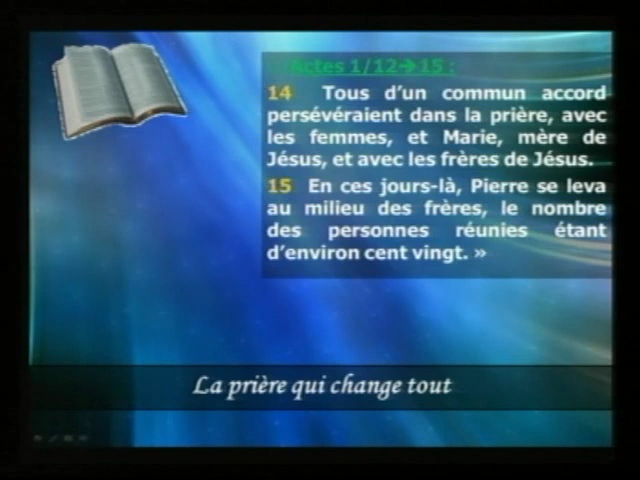 Actes 1/12→15 :
14 Tous d'un commun accord
persévéraient dans la prière, avec
les femmes, et Marie, mère de
Jésus, et avec les frères de Jésus.
15 En ces jours-là, Pierre se leva
au milieu des frères, le nombre
des personnes réunies étant
d'environ cent vingt. »
La prière qui change tout